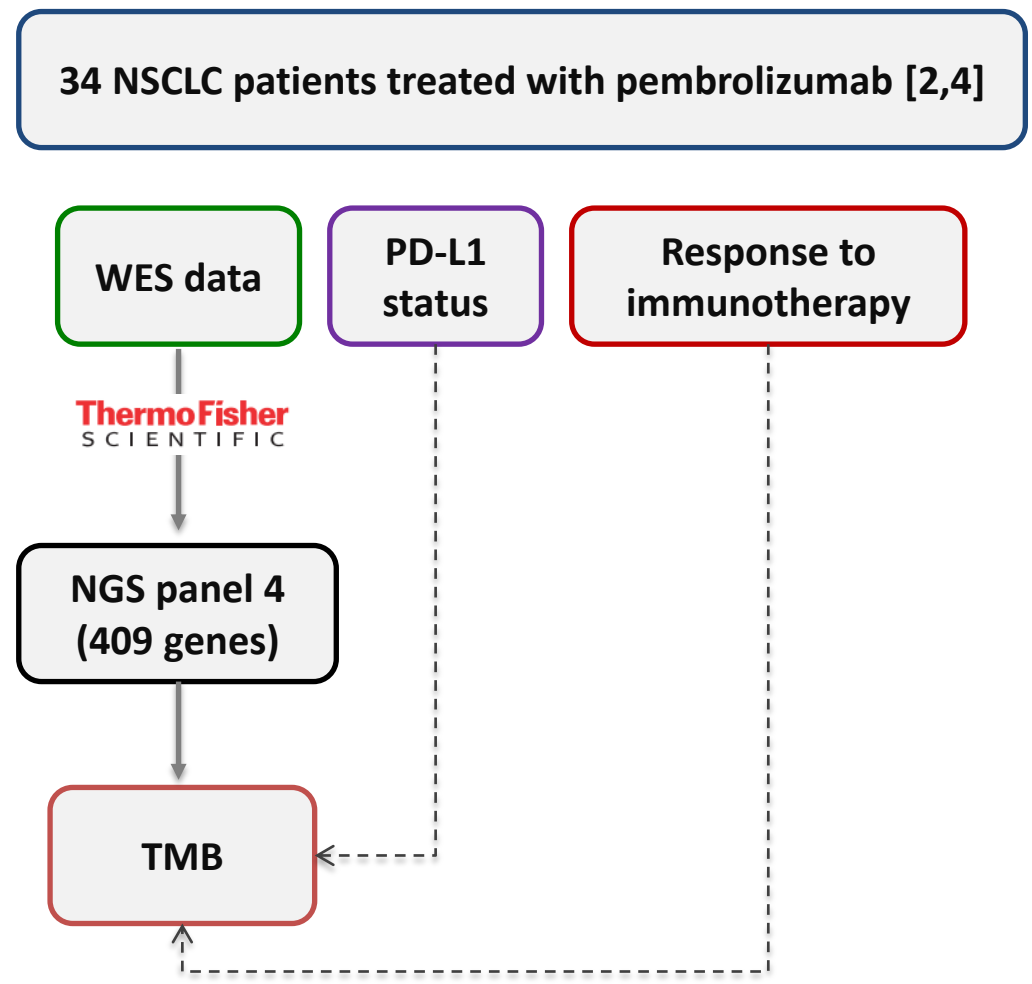 34 NSCLC patients treated with pembrolizumab [2,4]
WES data
PD-L1
status
Response to
immunotherapy
ThermoFisher
SCIENTIFIC
NGS panel 4
(409 genes)
TMB